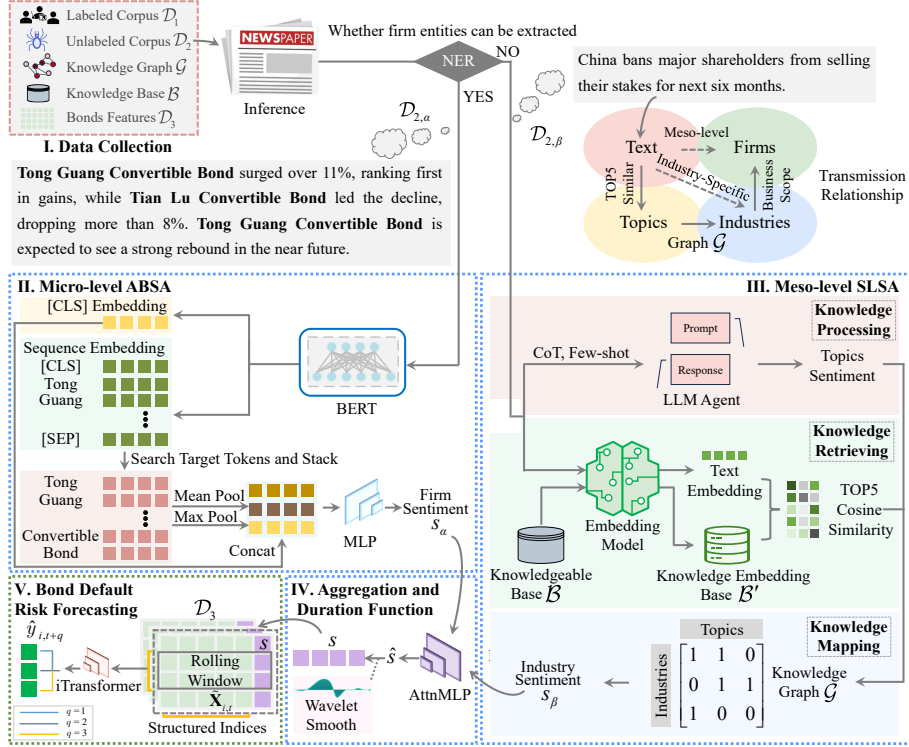 Labeled Corpus 𝒟₁
Unlabeled Corpus 𝒟₂
Knowledge Graph 𝒢
Knowledge Base ℬ
Bonds Features 𝒟₃
I. Data Collection
NEWSPAPER
Inference
Whether firm entities can be extracted
NER
NO
YES
𝒟₂,α
𝒟₂,β
China bans major shareholders from selling
their stakes for next six months.
Text
Meso-level
Firms
TOP5
Similar
Industry-Specific
Business
Scope
Topics
Industries
Graph 𝒢
Transmission
Relationship
Tong Guang Convertible Bond surged over 11%, ranking first
in gains, while Tian Lu Convertible Bond led the decline,
dropping more than 8%. Tong Guang Convertible Bond is
expected to see a strong rebound in the near future.
II. Micro-level ABSA
[CLS] Embedding
Sequence Embedding
[CLS]
Tong
Guang
[SEP]
BERT
Search Target Tokens and Stack
Tong
Guang
Convertible
Bond
Mean Pool
Max Pool
Concat
MLP
Firm
Sentiment
s_α
III. Meso-level SLSA
Knowledge
Processing
CoT, Few-shot
Prompt
Response
LLM Agent
Topics
Sentiment
Knowledge
Retrieving
Embedding
Model
Text
Embedding
TOP5
Cosine
Similarity
Knowledgeable
Base ℬ
Knowledge Embedding
Base ℬ′
Knowledge
Mapping
Topics
Industries
1 1 0
0 1 1
1 0 0
Knowledge
Graph 𝒢
Industry
Sentiment
s_β
IV. Aggregation and
Duration Function
s
ŝ
AttnMLP
Wavelet
Smooth
V. Bond Default
Risk Forecasting
𝒟₃
ŷ_{i,t+q}
s
Rolling
Window
X̃_{i,t}
iTransformer
Structured Indices
q = 1
q = 2
q = 3